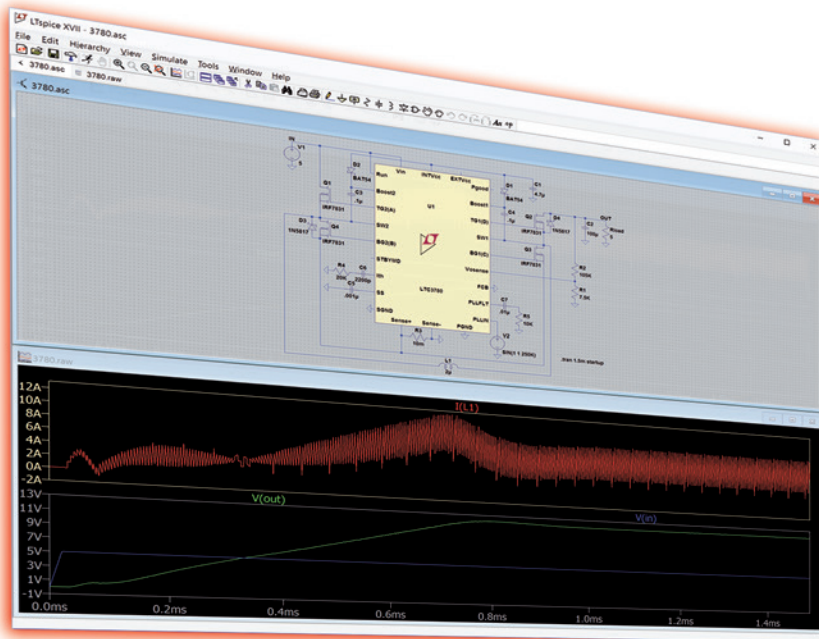 LTspice XVII - 3780.asc
File Edit Hierarchy View Simulate Tools Window Help
3780.asc 3780.raw
3780.asc
IN
V1
5
D2
BAT54
C3
.1µ
Q1
IRF7831
D3
1N5817
Q4
IRF7831
R4
20K
C6
2200p
C5
.001µ
Run
Vin
INTVcc
EXTVcc
Pgood
Boost2
Boost1
U1
TG2(A)
TG1(D)
SW2
SW1
BG2(B)
BG1(C)
STBYMD
Vosense
Ith
FCB
LTC3780
SS
PLLFLT
SGND
PLLIN
Sense+
Sense-
PGND
R3
L1
D1
BAT54
C1
4.7µ
C4
.1µ
Q2
IRF7831
D4
1N5817
Q3
IRF7831
OUT
C2
100µ
Rload
5
R2
105K
R1
7.5K
C7
.01µ
R5
10K
V2
.tran 1.5m startup
3780.raw
12A
10A
8A
6A
4A
2A
0A
-2A
I(L1)
13V
11V
9V
7V
5V
3V
1V
-1V
V(out)
V(in)
0.0ms 0.2ms 0.4ms 0.6ms 0.8ms 1.0ms 1.2ms 1.4ms